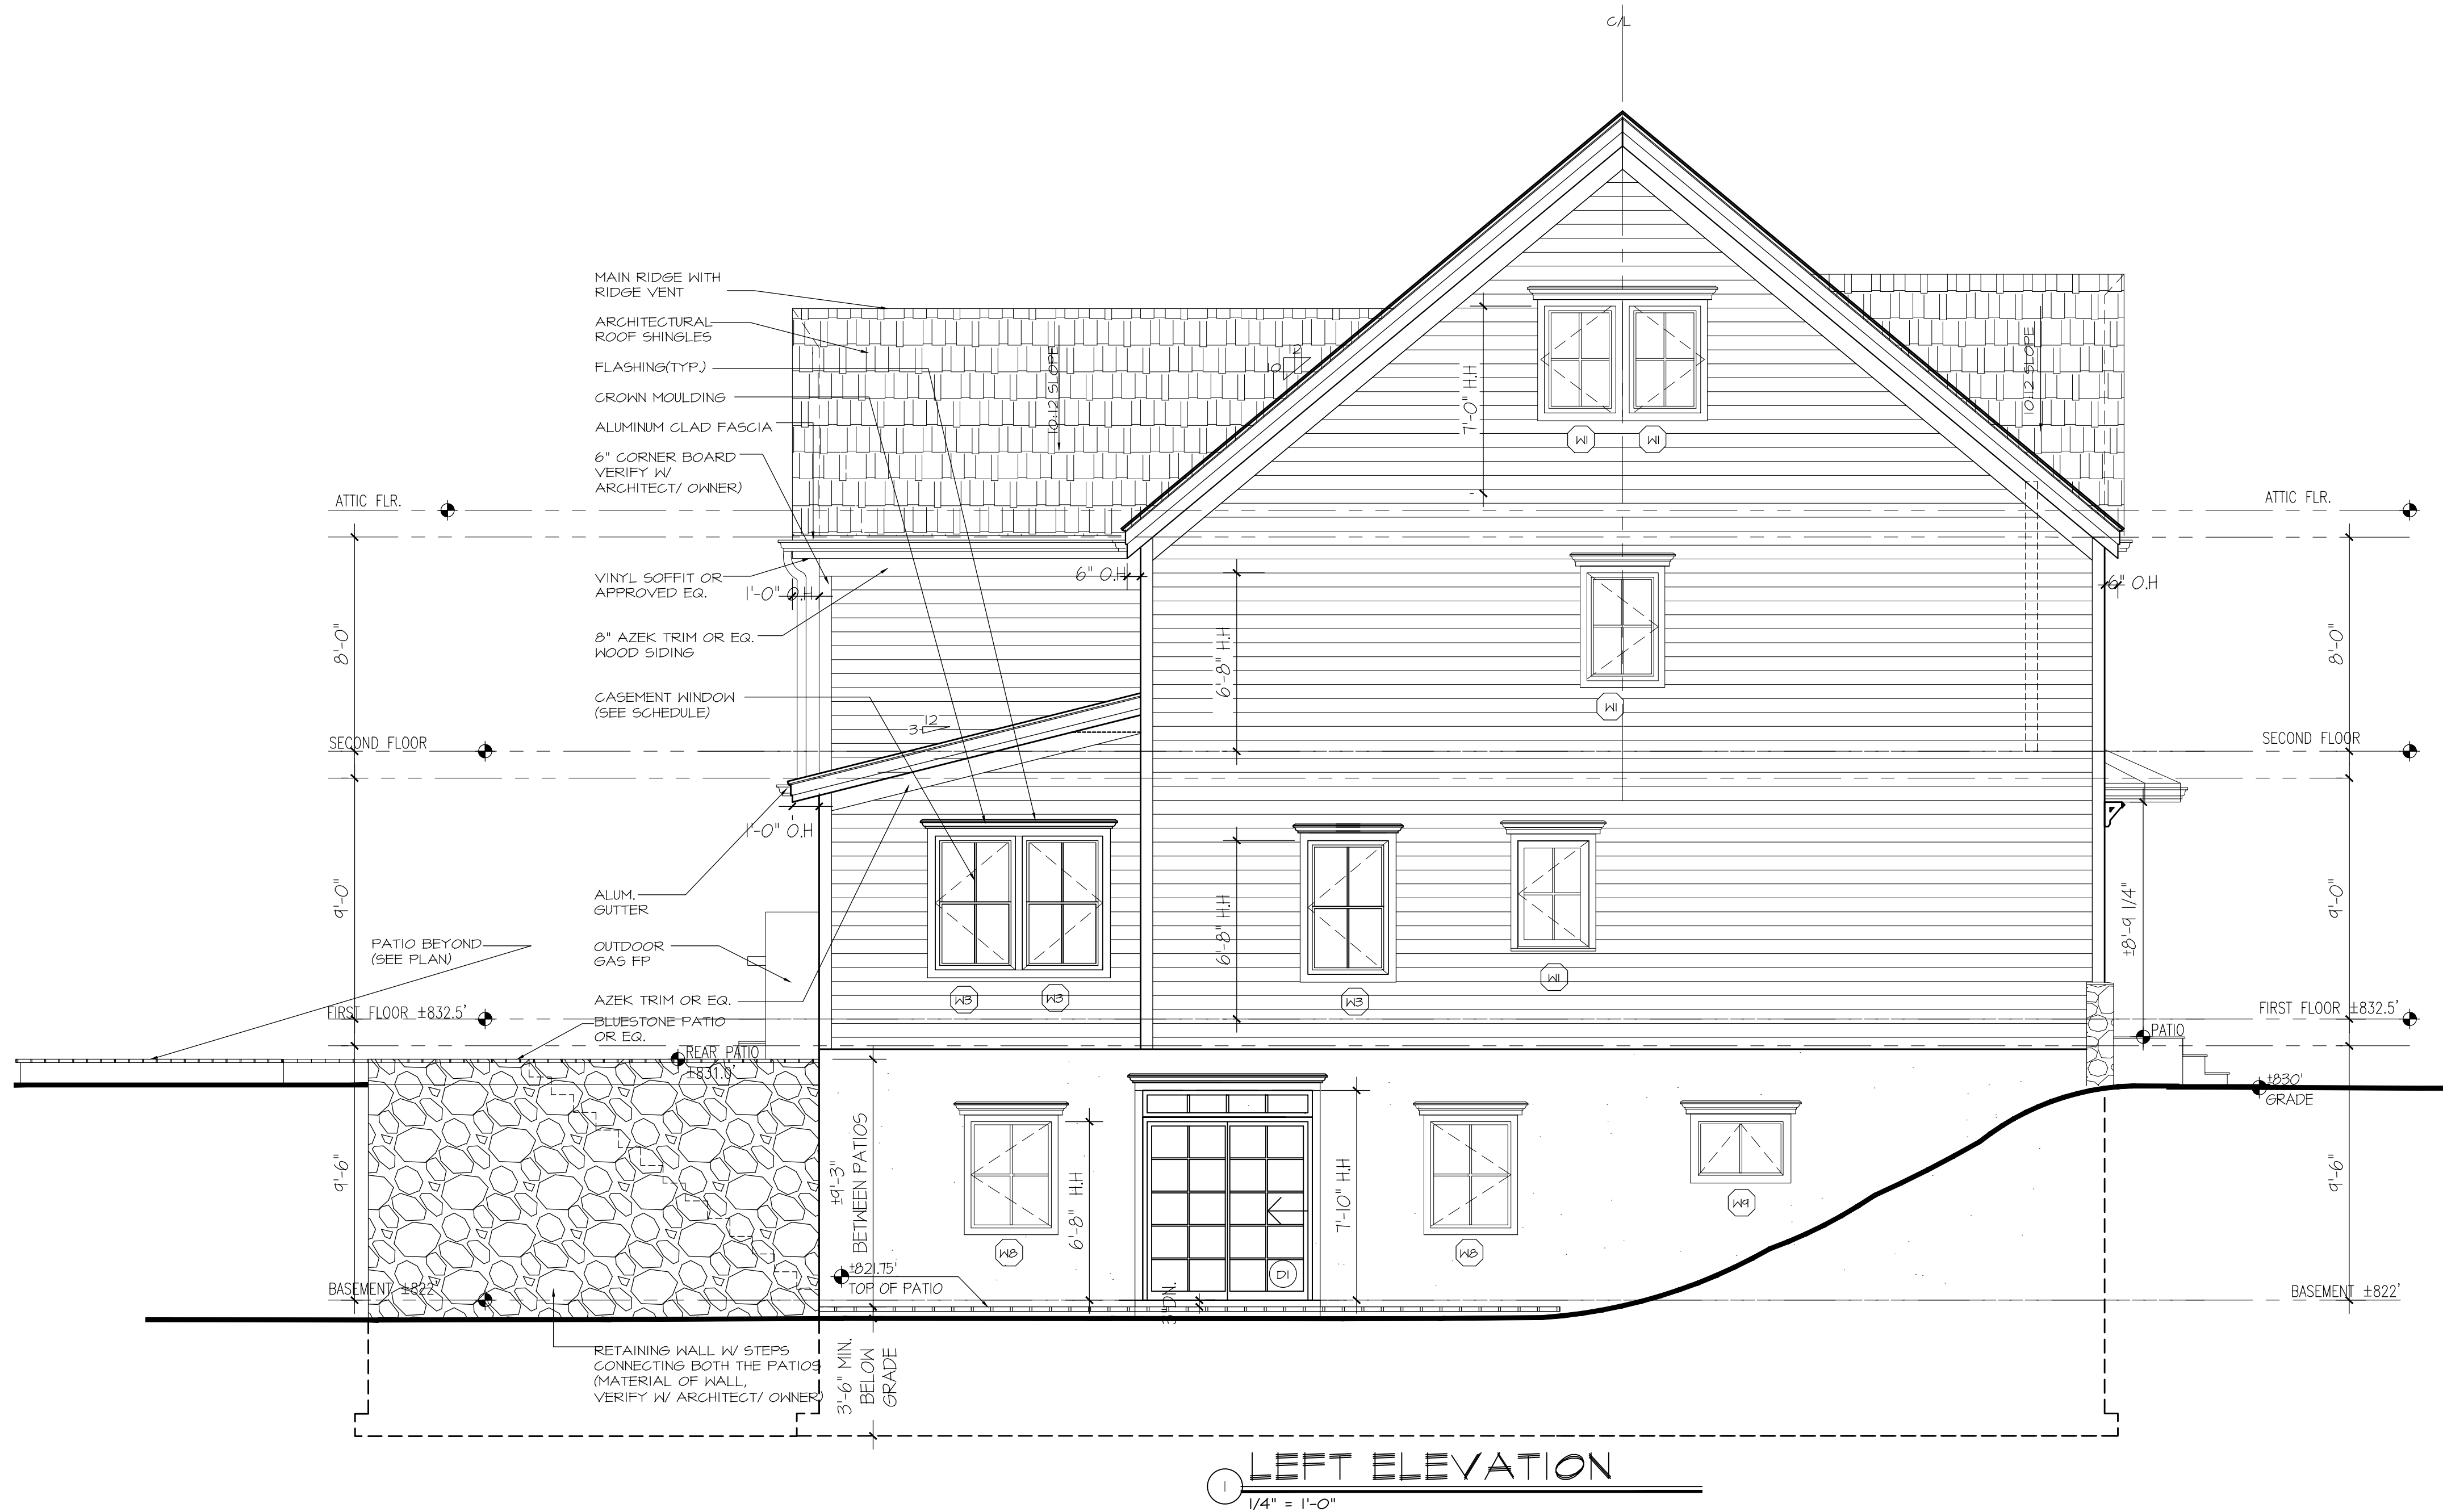 C/L
MAIN RIDGE WITH
RIDGE VENT
ARCHITECTURAL
ROOF SHINGLES
FLASHING(TYP.)
CROWN MOULDING
ALUMINUM CLAD FASCIA
6" CORNER BOARD
VERIFY W/
ARCHITECT/ OWNER)
10:12 SLOPE
12
10
7'-0" H.H
W1
W1
10:12 SLOPE
ATTIC FLR.
ATTIC FLR.
VINYL SOFFIT OR
APPROVED EQ.
1'-0" O.H
6" O.H
6" O.H
8'-0"
8" AZEK TRIM OR EQ.
WOOD SIDING
6'-8" H.H
8'-0"
CASEMENT WINDOW
(SEE SCHEDULE)
12
3
W1
SECOND FLOOR
SECOND FLOOR
1'-0" O.H
9'-0"
ALUM.
GUTTER
6'-8" H.H
±8'-9 1/4"
9'-0"
PATIO BEYOND
(SEE PLAN)
OUTDOOR
GAS FP
W3
W3
W3
W1
AZEK TRIM OR EQ.
FIRST FLOOR ±832.5'
FIRST FLOOR ±832.5'
BLUESTONE PATIO
OR EQ.
PATIO
REAR PATIO
±831.0'
±830'
GRADE
9'-6"
±9'-3"
BETWEEN PATIOS
6'-8" H.H
7'-10" H.H
9'-6"
W8
W8
W9
D1
±821.75'
TOP OF PATIO
3" DN.
BASEMENT ±822'
BASEMENT ±822'
RETAINING WALL W/ STEPS
CONNECTING BOTH THE PATIOS
(MATERIAL OF WALL,
VERIFY W/ ARCHITECT/ OWNER)
3'-6" MIN.
BELOW
GRADE
1
LEFT ELEVATION
1/4" = 1'-0"